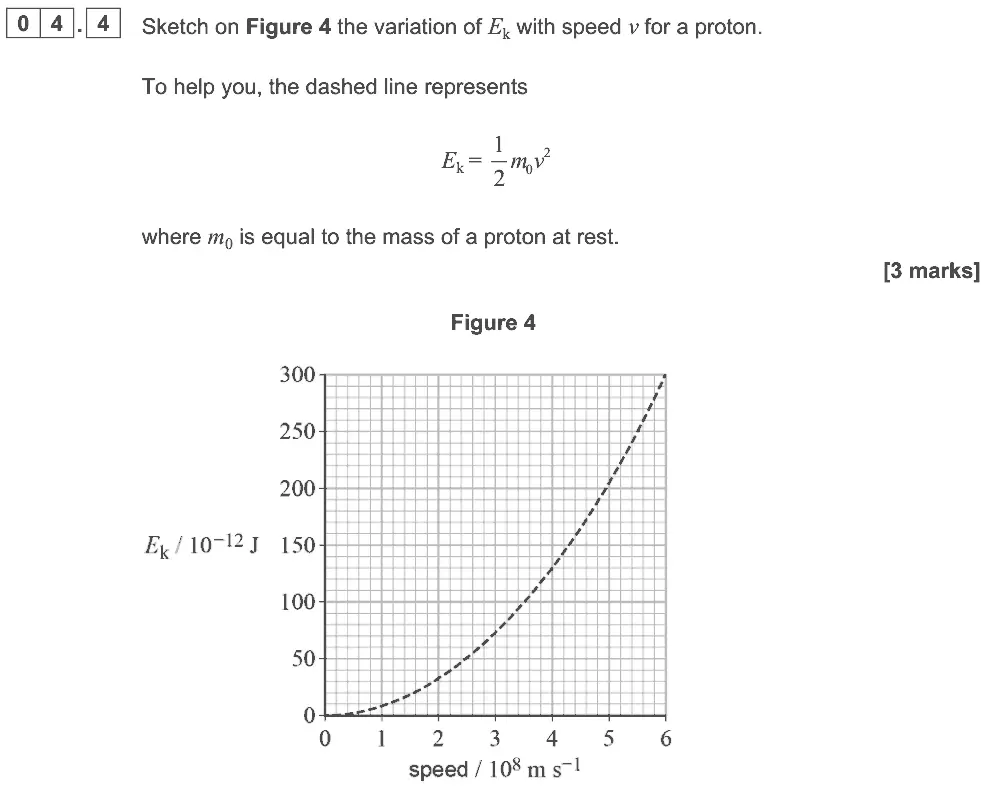 0 4 . 4 Sketch on Figure 4 the variation of Eₖ with speed v for a proton.
To help you, the dashed line represents
Eₖ = 1/2 m₀v²
where m₀ is equal to the mass of a proton at rest.
[3 marks]
Figure 4
300
250
200
Eₖ / 10⁻¹² J 150
100
50
0
0 1 2 3 4 5 6
speed / 10⁸ m s⁻¹